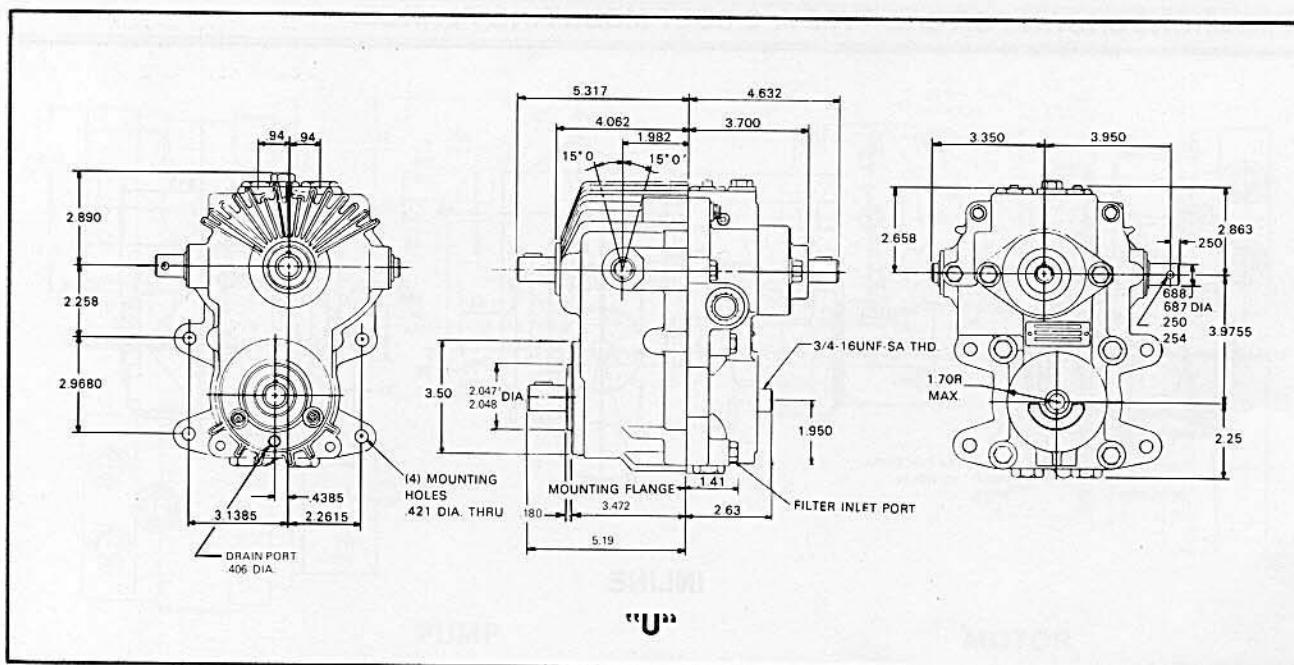 5.317
4.632
4.062
3.700
.94
.94
1.982
3.350
3.950
15° 0
15° 0'
2.890
2.658
2.863
.250
2.258
688
687 DIA
250
254
3.9755
3/4-16UNF-SA THD.
2.9680
3.50
2.047
2.048
DIA
1.70R
MAX.
1.950
2.25
(4) MOUNTING
HOLES
.421 DIA. THRU
.4385
3.1385
2.2615
MOUNTING FLANGE
1.41
FILTER INLET PORT
.180
3.472
2.63
DRAIN PORT
.406 DIA.
5.19
INLINE
"U"
PUMP
MOTOR